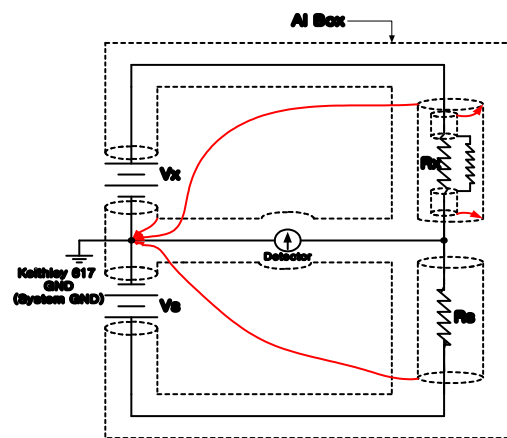 Al Box
Vx
Rx
Detector
Keithley 617
GND
(System GND)
Vs
Rs